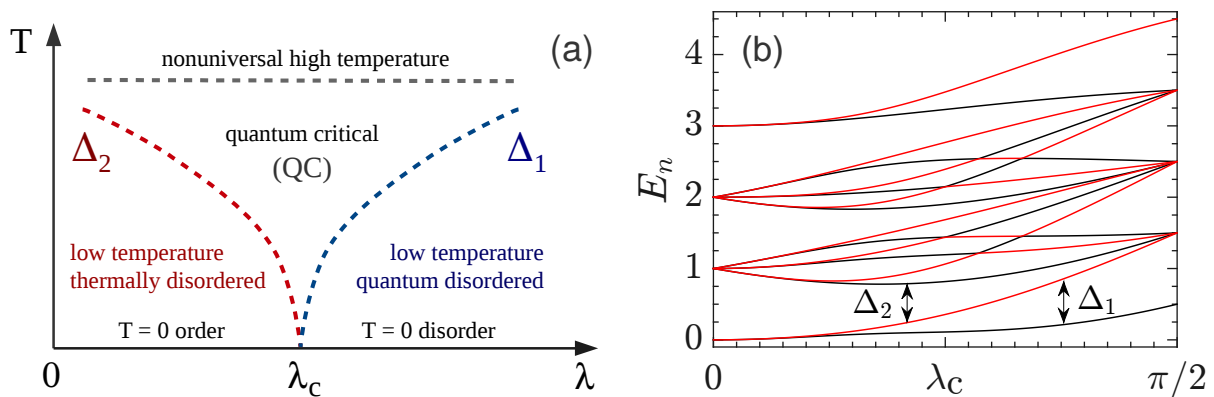 T
(a)
nonuniversal high temperature
Δ2
quantum critical
(QC)
Δ1
low temperature
thermally disordered
low temperature
quantum disordered
T = 0 order
T = 0 disorder
0
λc
λ
(b)
En
4
3
2
1
0
Δ2
Δ1
0
λc
π/2